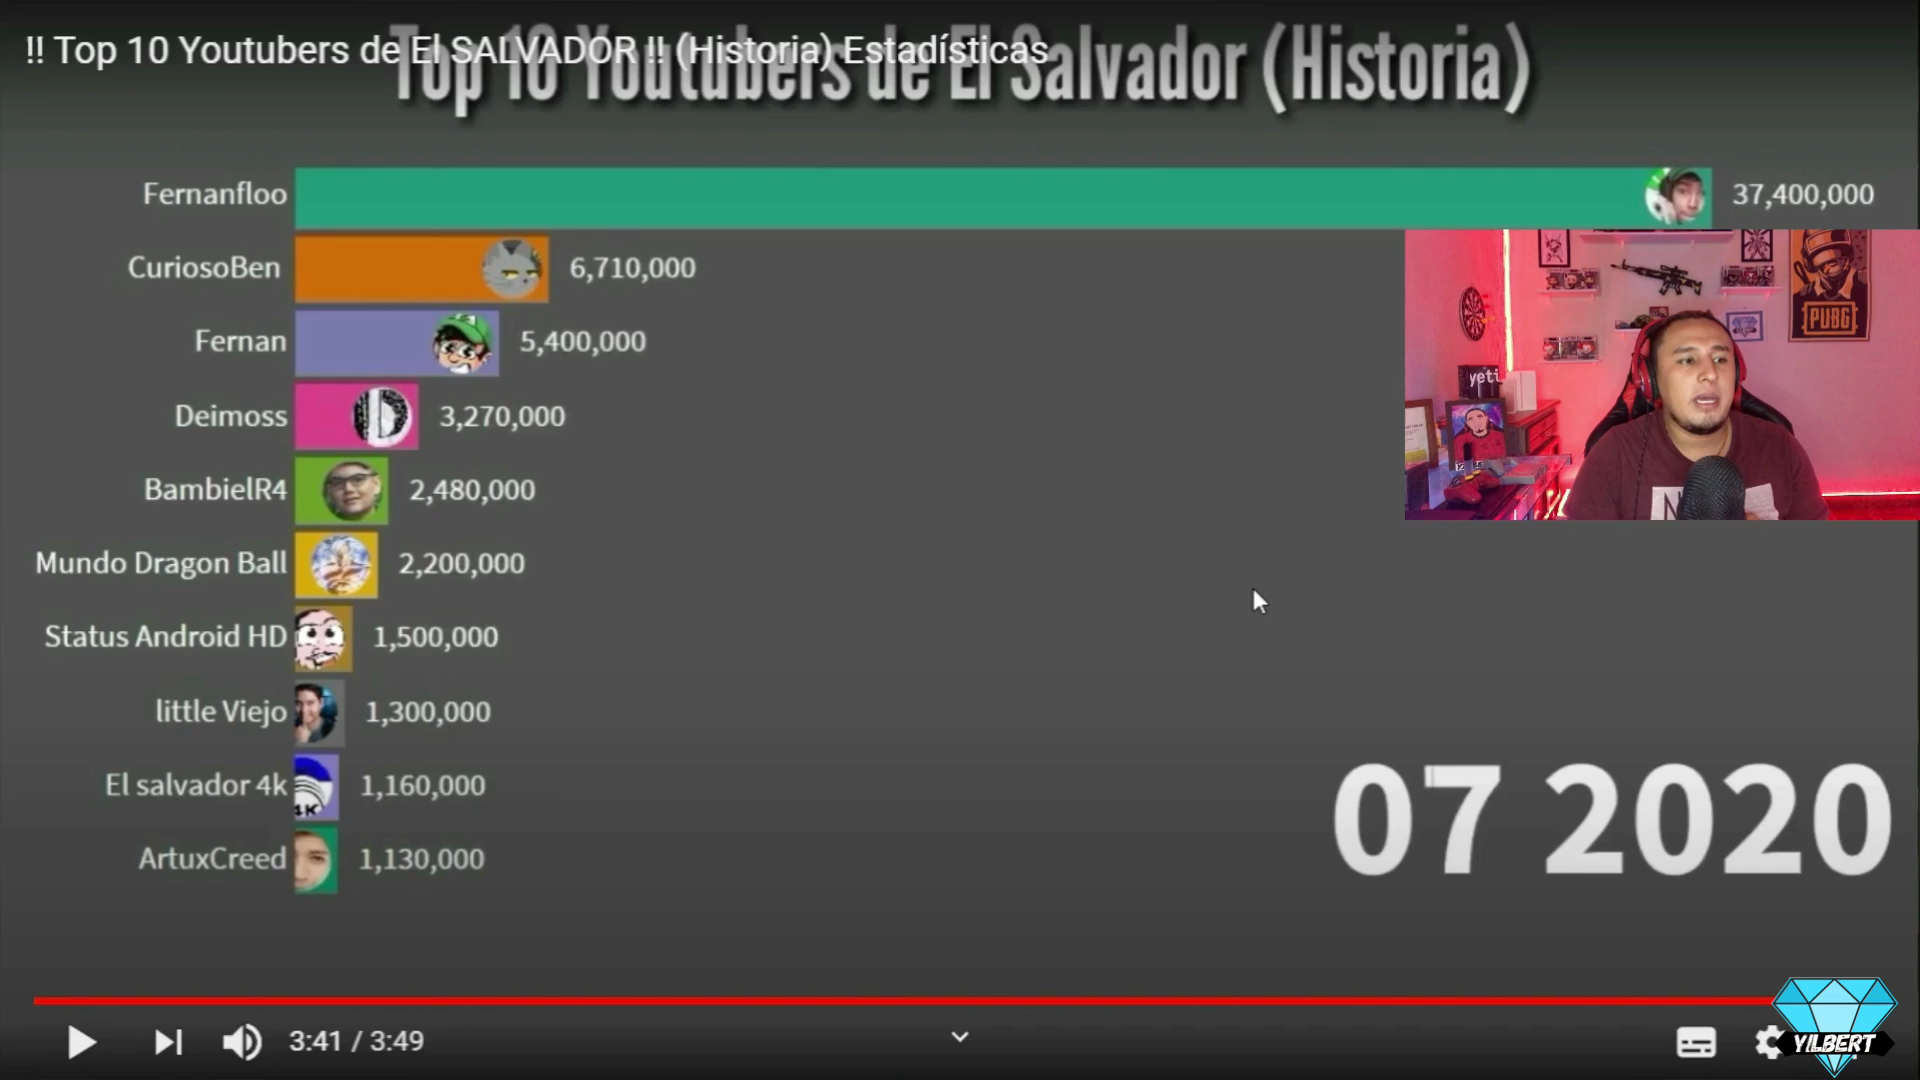 !! Top 10 Youtubers de El SALVADOR !! (Historia) Estadísticas
Top 10 Youtubers de El Salvador (Historia)
Fernanfloo 37,400,000
CuriosoBen 6,710,000
Fernan 5,400,000
Deimoss 3,270,000
BambielR4 2,480,000
Mundo Dragon Ball 2,200,000
Status Android HD 1,500,000
little Viejo 1,300,000
El salvador 4k 1,160,000
4K
ArtuxCreed 1,130,000
PUBG
yeti
07 2020
3:41 / 3:49
YILBERT